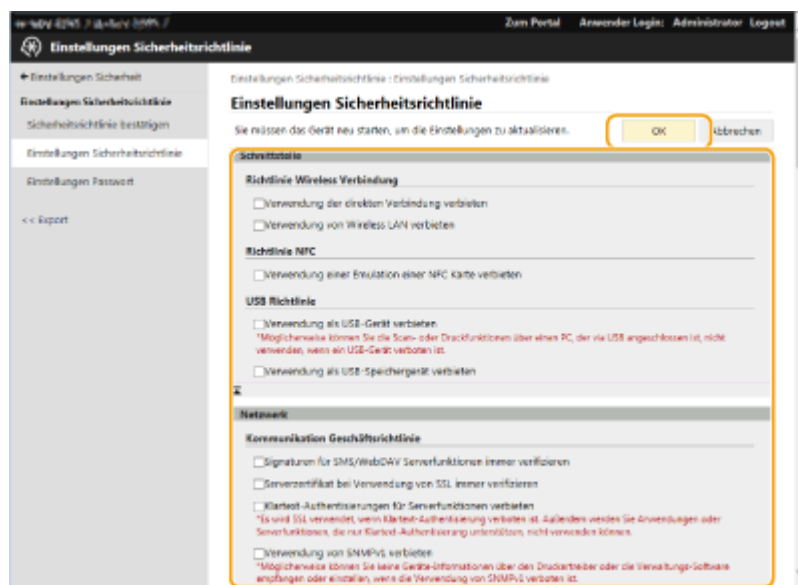 Zum Portal Anwender Login: Administrator Logout
Einstellungen Sicherheitsrichtlinie
Einstellungen Sicherheit
Einstellungen Sicherheitsrichtlinie : Einstellungen Sicherheitsrichtlinie
Einstellungen Sicherheitsrichtlinie
Sicherheitsrichtlinie bestätigen
Einstellungen Sicherheitsrichtlinie
Einstellungen Passwort
<< Export
Einstellungen Sicherheitsrichtlinie
Sie müssen das Gerät neu starten, um die Einstellungen zu aktualisieren.
OK
Abbrechen
Schnittstelle
Richtlinie Wireless Verbindung
Verwendung der direkten Verbindung verbieten
Verwendung von Wireless LAN verbieten
Richtlinie NFC
Verwendung einer Emulation einer NFC Karte verbieten
USB Richtlinie
Verwendung als USB-Gerät verbieten
*Möglicherweise können Sie die Scan- oder Druckfunktionen über einen PC, der via USB angeschlossen ist, nicht
verwenden, wenn ein USB-Gerät verboten ist.
Verwendung als USB-Speichergerät verbieten
Netzwerk
Kommunikation Geschäftsrichtlinie
Signaturen für SMS/WebDAV Serverfunktionen immer verifizieren
Serverzertifikat bei Verwendung von SSL immer verifizieren
Klartext-Authentisierungen für Serverfunktionen verbieten
*Es wird SSL verwendet, wenn Klartext-Authentisierung verboten ist. Außerdem werden Sie Anwendungen oder
Serverfunktionen, die nur Klartext-Authentisierung unterstützen, nicht verwenden können.
Verwendung von SNMPv1 verbieten
*Möglicherweise können Sie keine Geräte-Informationen über den Druckertreiber oder die Verwaltungs-Software
empfangen oder einstellen, wenn die Verwendung von SNMPv1 verboten ist.